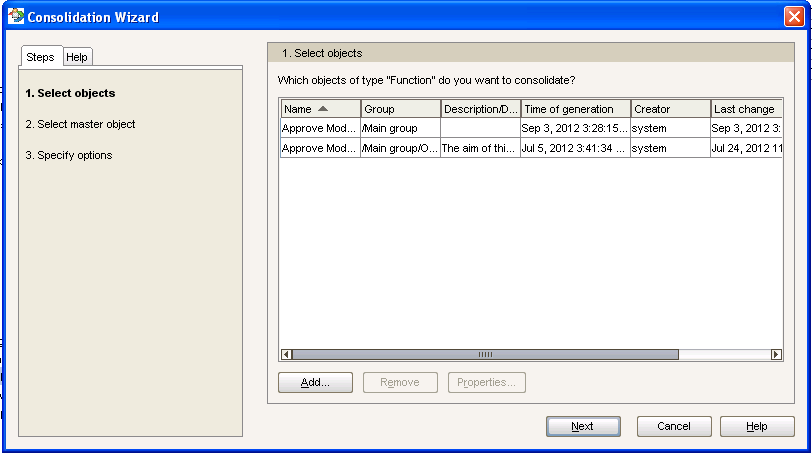 Consolidation Wizard
Steps Help
1. Select objects
2. Select master object
3. Specify options
1. Select objects
Which objects of type "Function" do you want to consolidate?
Name Group Description/D... Time of generation Creator Last change
Approve Mod... /Main group Sep 3, 2012 3:28:15... system Sep 3, 2012 3:
Approve Mod... /Main group/O... The aim of thi... Jul 5, 2012 3:41:34 ... system Jul 24, 2012 11
Add... Remove Properties...
Next Cancel Help